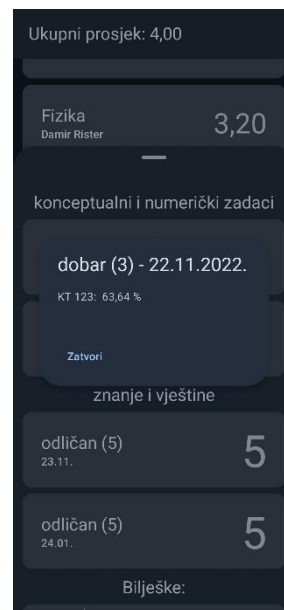 Ukupni prosjek: 4,00
Fizika
Damir Rister
3,20
konceptualni i numerički zadaci
dobar (3) - 22.11.2022.
KT 123: 63,64 %
Zatvori
znanje i vještine
odličan (5)
23.11.
5
odličan (5)
24.01.
5
Bilješke: